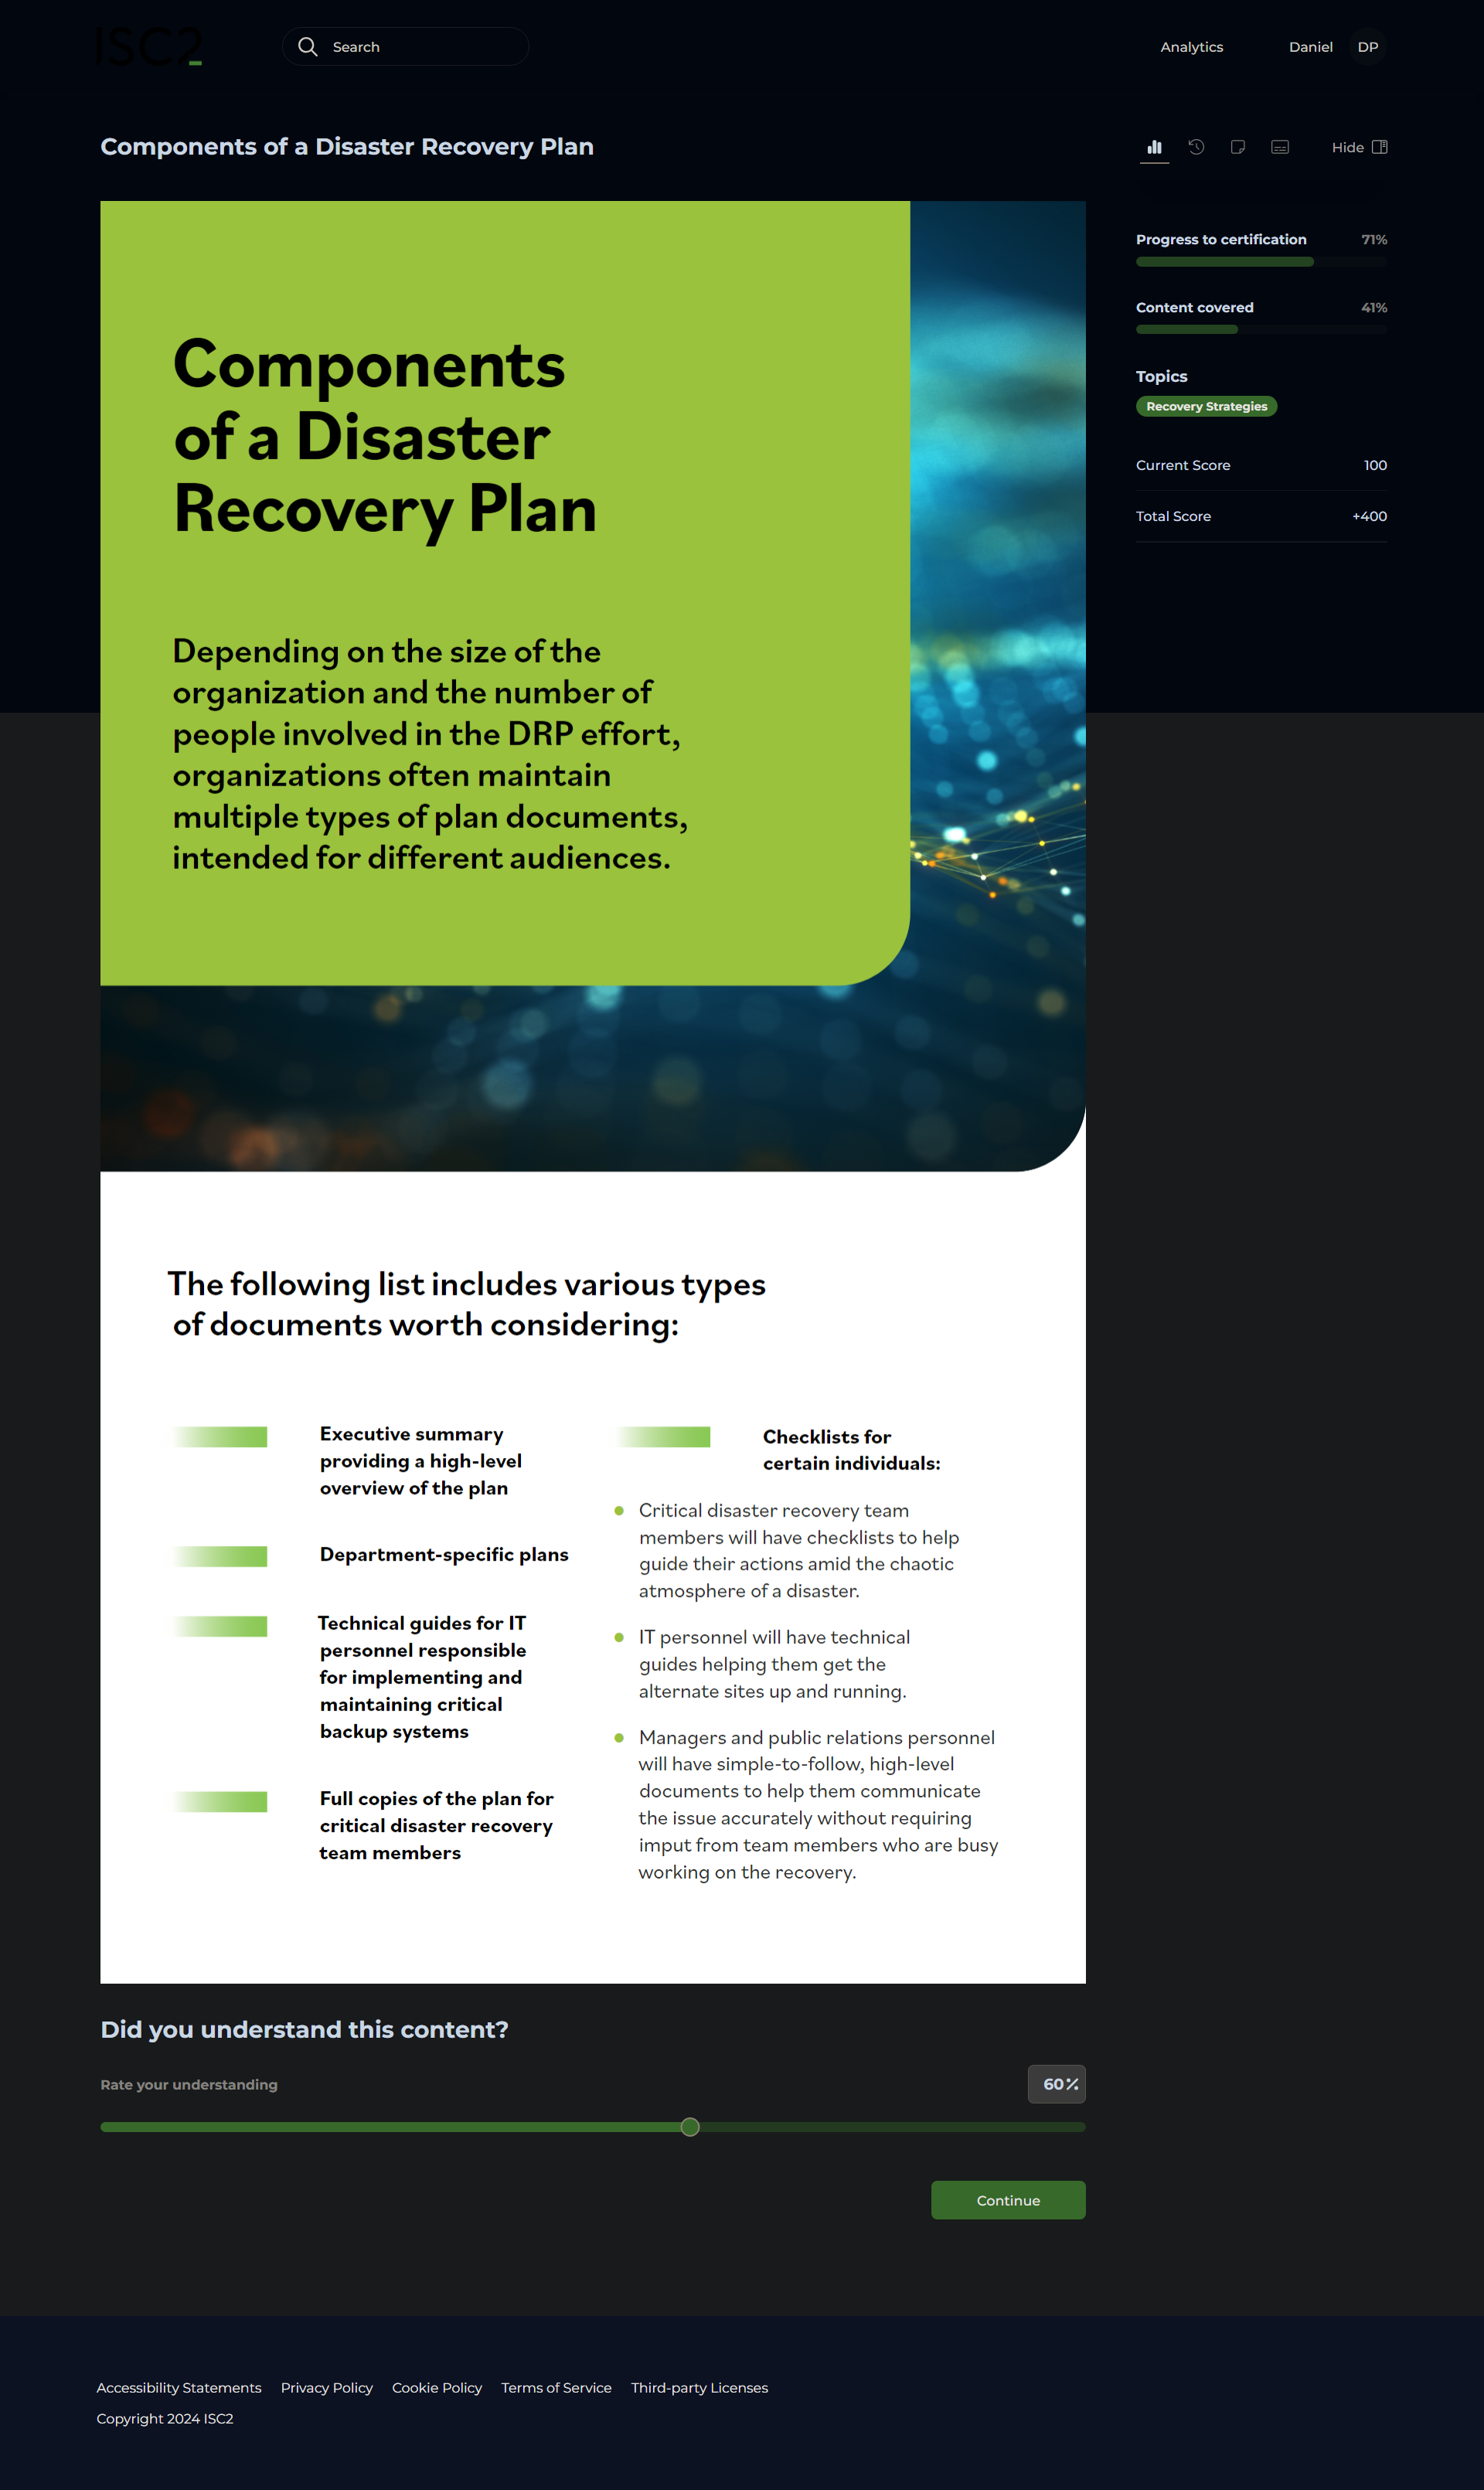 ISC2
Search
Analytics
Daniel
DP
Components of a Disaster Recovery Plan
Hide
Components
of a Disaster
Recovery Plan
Depending on the size of the
organization and the number of
people involved in the DRP effort,
organizations often maintain
multiple types of plan documents,
intended for different audiences.
The following list includes various types
of documents worth considering:
Executive summary
providing a high-level
overview of the plan
Department-specific plans
Technical guides for IT
personnel responsible
for implementing and
maintaining critical
backup systems
Full copies of the plan for
critical disaster recovery
team members
Checklists for
certain individuals:
Critical disaster recovery team
members will have checklists to help
guide their actions amid the chaotic
atmosphere of a disaster.
IT personnel will have technical
guides helping them get the
alternate sites up and running.
Managers and public relations personnel
will have simple-to-follow, high-level
documents to help them communicate
the issue accurately without requiring
imput from team members who are busy
working on the recovery.
Progress to certification 71%
Content covered 41%
Topics
Recovery Strategies
Current Score 100
Total Score +400
Did you understand this content?
Rate your understanding 60%
Continue
Accessibility Statements Privacy Policy Cookie Policy Terms of Service Third-party Licenses
Copyright 2024 ISC2